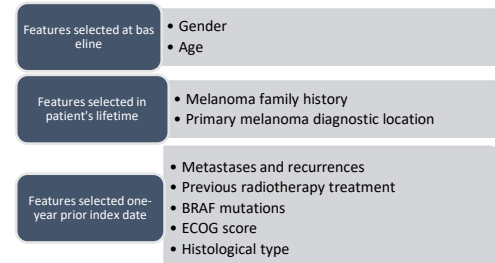 Features selected at bas
eline
• Gender
• Age
Features selected in
patient's lifetime
• Melanoma family history
• Primary melanoma diagnostic location
Features selected one-
year prior index date
• Metastases and recurrences
• Previous radiotherapy treatment
• BRAF mutations
• ECOG score
• Histological type